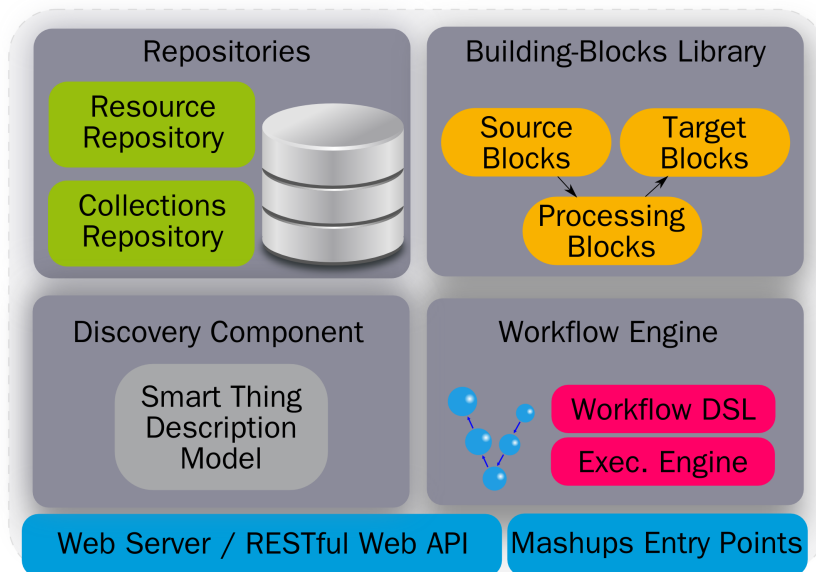 Repositories
Resource
Repository
Collections
Repository
Building-Blocks Library
Source
Blocks
Target
Blocks
Processing
Blocks
Discovery Component
Smart Thing
Description
Model
Workflow Engine
Workflow DSL
Exec. Engine
Web Server / RESTful Web API
Mashups Entry Points